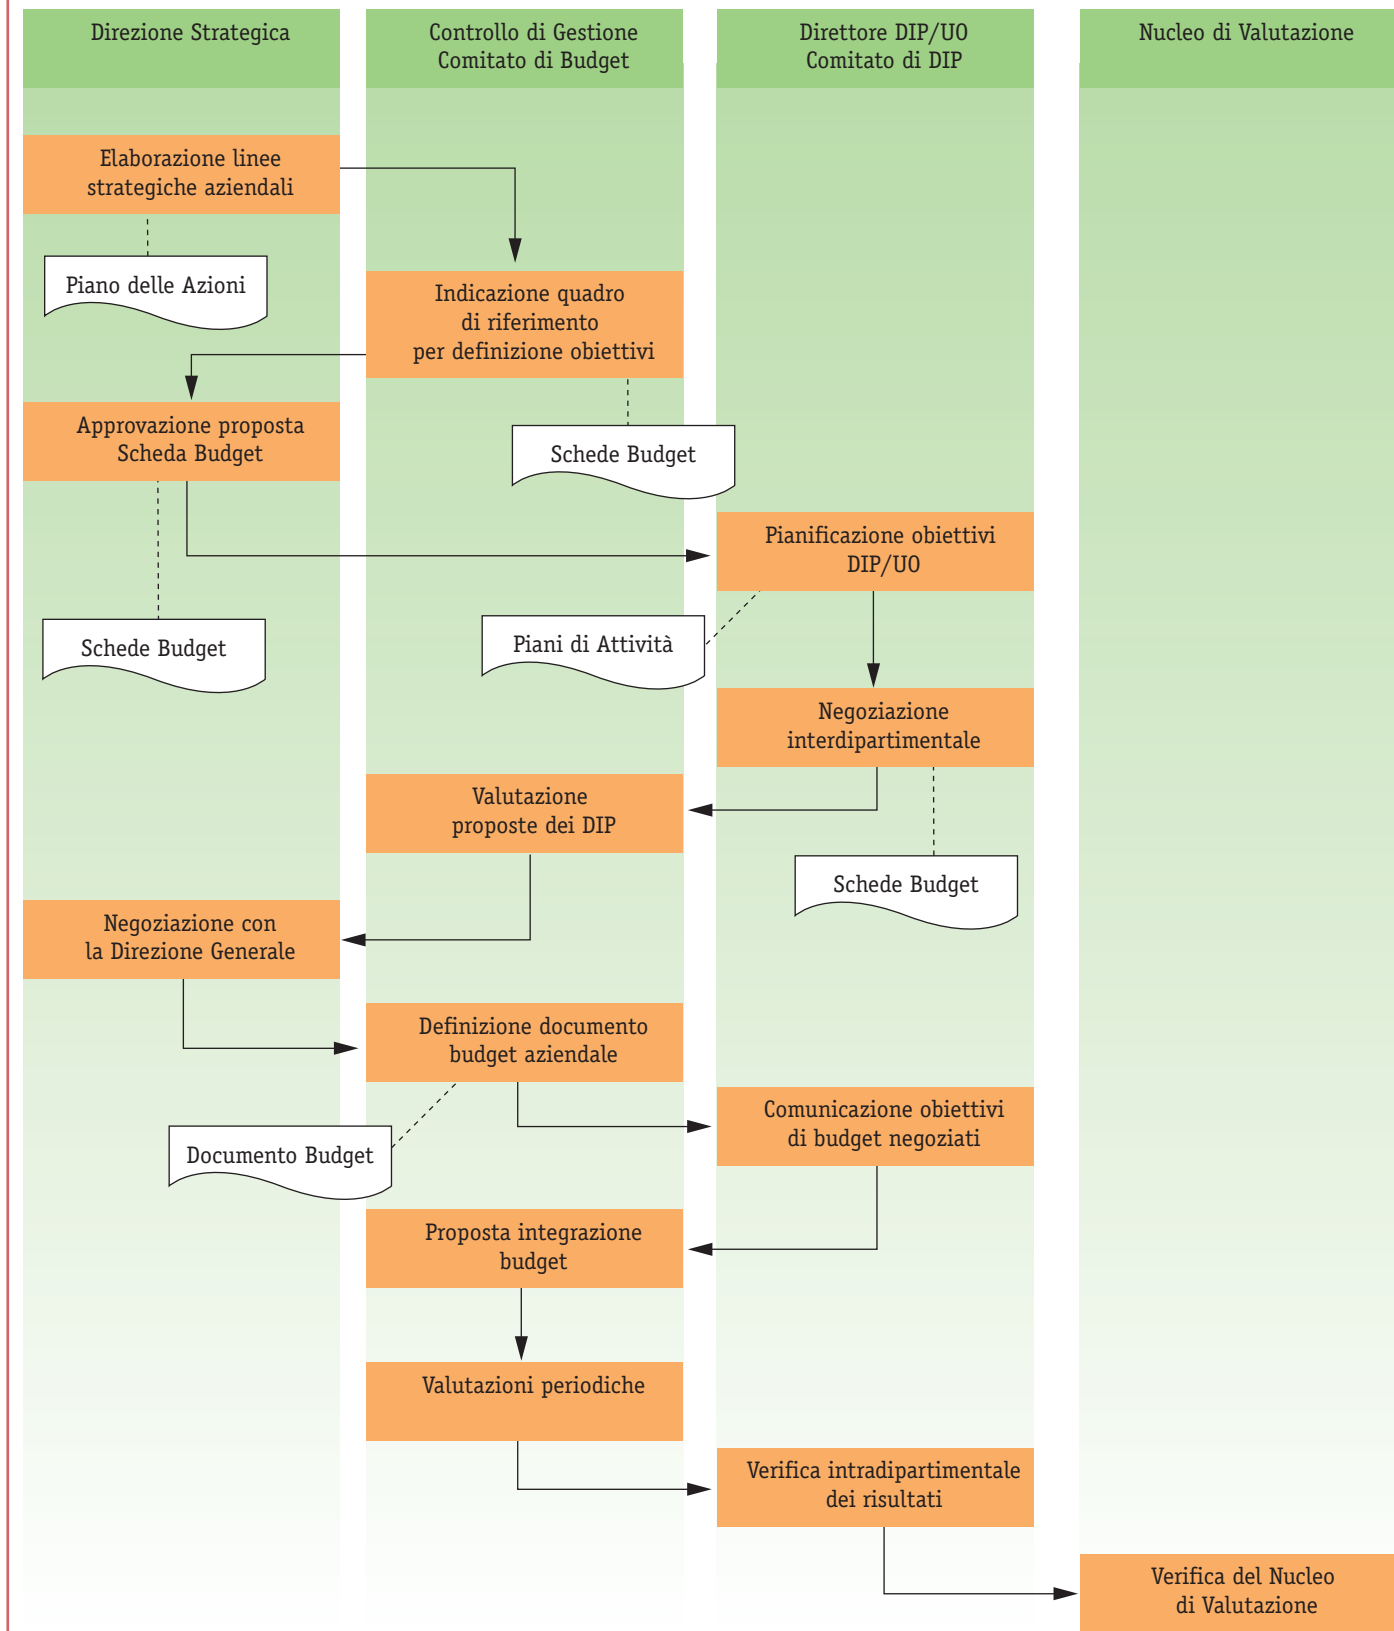 Direzione Strategica
Controllo di Gestione
Comitato di Budget
Direttore DIP/UO
Comitato di DIP
Nucleo di Valutazione
Elaborazione linee
strategiche aziendali
Piano delle Azioni
Indicazione quadro
di riferimento
per definizione obiettivi
Approvazione proposta
Scheda Budget
Schede Budget
Pianificazione obiettivi
DIP/UO
Schede Budget
Piani di Attività
Negoziazione
interdipartimentale
Valutazione
proposte dei DIP
Schede Budget
Negoziazione con
la Direzione Generale
Definizione documento
budget aziendale
Comunicazione obiettivi
di budget negoziati
Documento Budget
Proposta integrazione
budget
Valutazioni periodiche
Verifica intradipartimentale
dei risultati
Verifica del Nucleo
di Valutazione